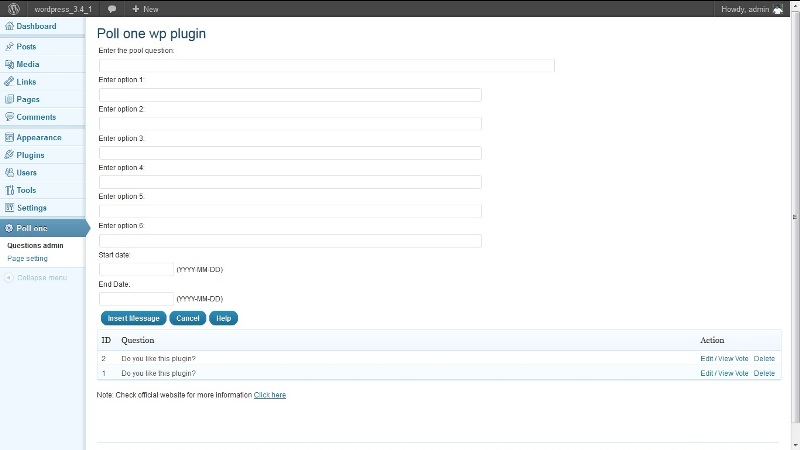 wordpress_3.4_1 + New Howdy, admin
Dashboard
Posts
Media
Links
Pages
Comments
Appearance
Plugins
Users
Tools
Settings
Poll one
Questions admin
Page setting
Collapse menu
Poll one wp plugin
Enter the pool question:
Enter option 1:
Enter option 2:
Enter option 3:
Enter option 4:
Enter option 5:
Enter option 6:
Start date:
(YYYY-MM-DD)
End Date:
(YYYY-MM-DD)
Insert Message Cancel Help
ID Question Action
2 Do you like this plugin? Edit / View Vote Delete
1 Do you like this plugin? Edit / View Vote Delete
Note: Check official website for more information Click here